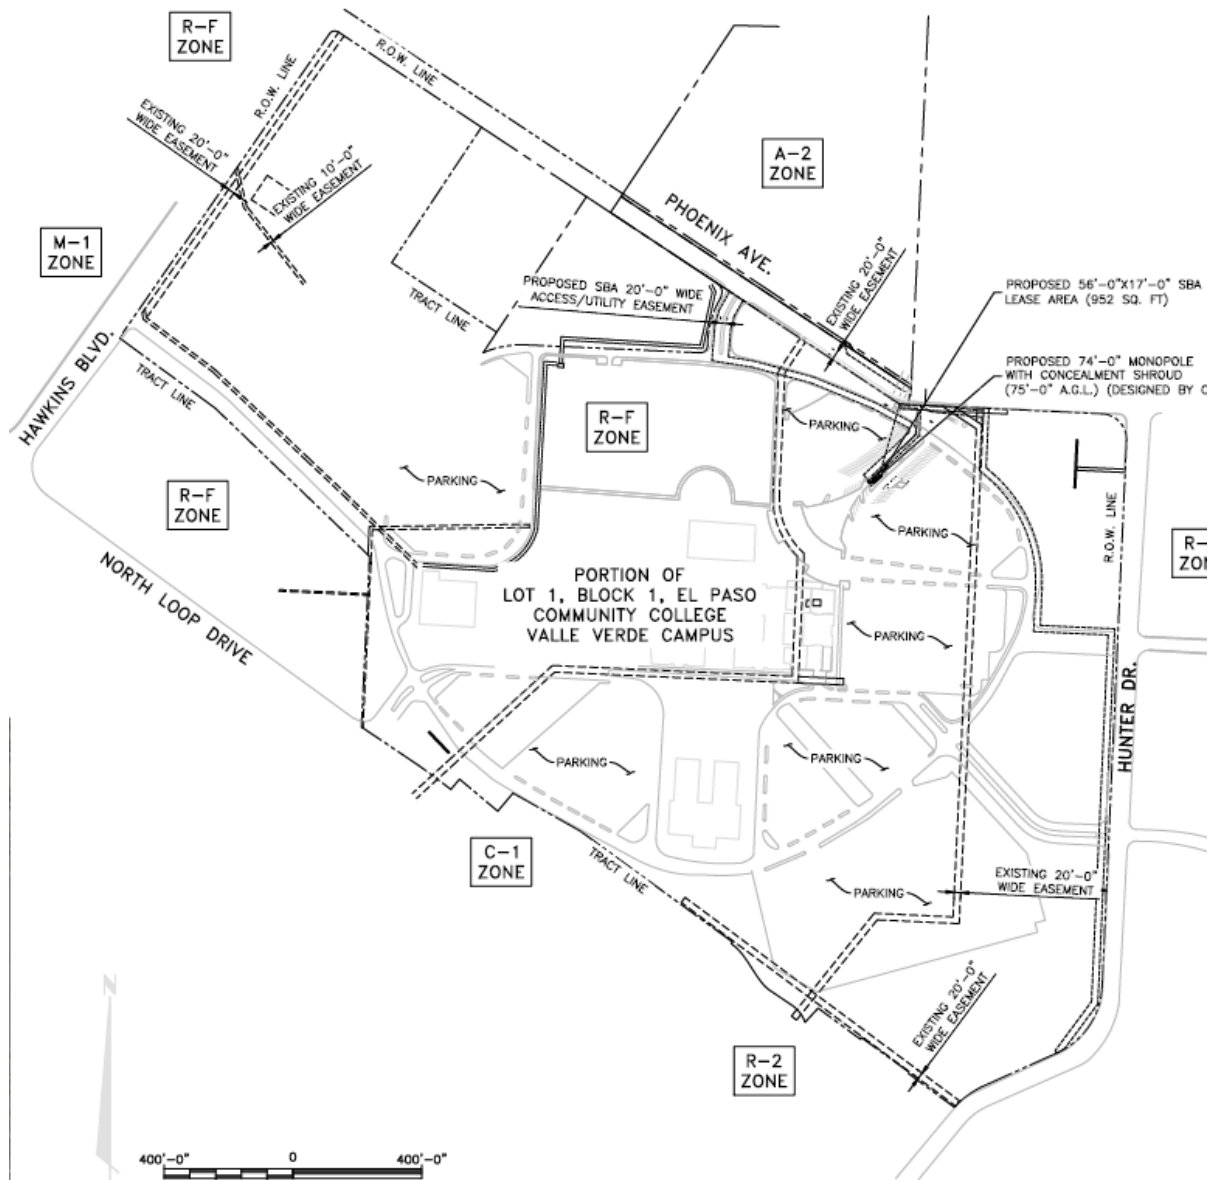 R-F
ZONE
R.O.W. LINE
R.O.W. LINE
EXISTING 20'-0"
WIDE EASEMENT
EXISTING 10'-0"
WIDE EASEMENT
A-2
ZONE
M-1
ZONE
PHOENIX AVE.
PROPOSED SBA 20'-0" WIDE
ACCESS/UTILITY EASEMENT
EXISTING 20'-0"
WIDE EASEMENT
PROPOSED 56'-0"X17'-0" SBA
LEASE AREA (952 SQ. FT)
TRACT LINE
HAWKINS BLVD.
TRACT LINE
PROPOSED 74'-0" MONOPOLE
WITH CONCEALMENT SHROUD
(75'-0" A.G.L.) (DESIGNED BY
R-F
ZONE
PARKING
PARKING
R-F
ZONE
PARKING
R.O.W. LINE
R-
NORTH LOOP DRIVE
PORTION OF
LOT 1, BLOCK 1, EL PASO
COMMUNITY COLLEGE
VALLE VERDE CAMPUS
PARKING
HUNTER DR.
PARKING
PARKING
C-1
ZONE
TRACT LINE
PARKING
EXISTING 20'-0"
WIDE EASEMENT
EXISTING 20'-0"
WIDE EASEMENT
N
R-2
ZONE
400'-0" 0 400'-0"